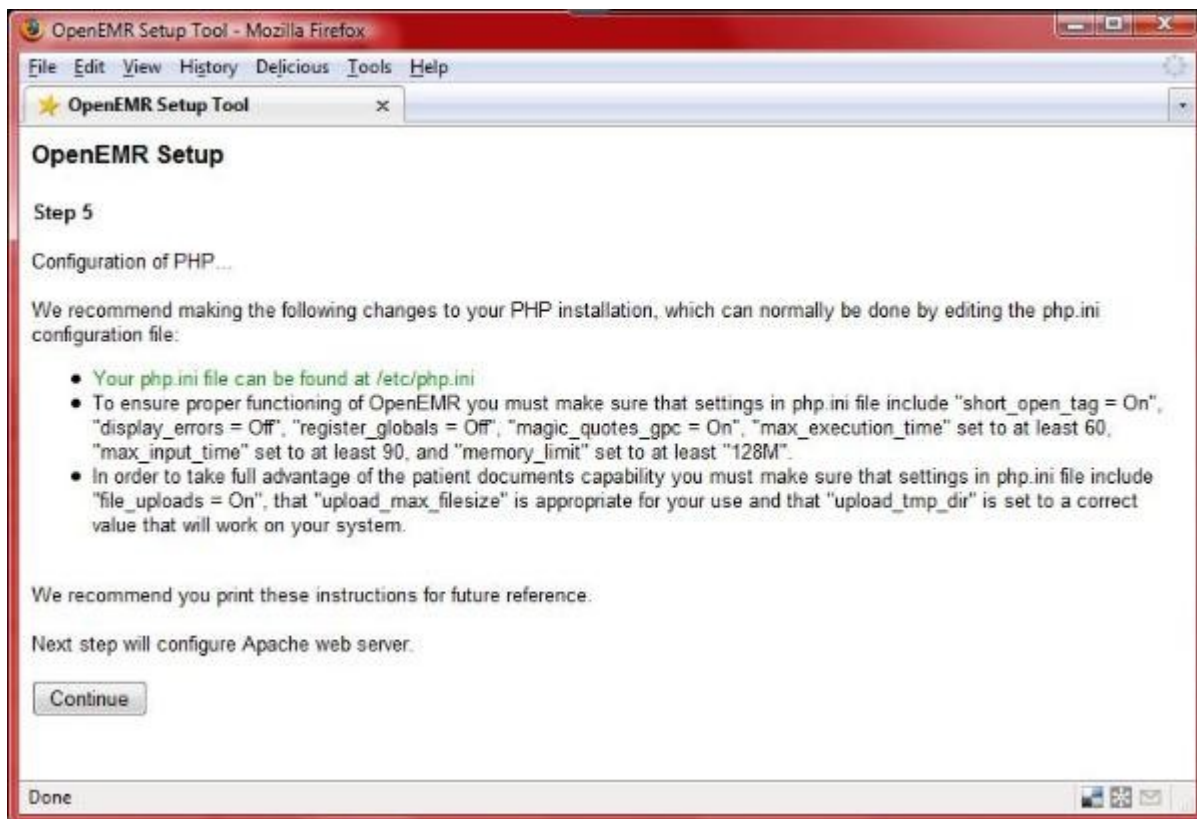 OpenEMR Setup Tool - Mozilla Firefox
File Edit View History Delicious Tools Help
OpenEMR Setup Tool
OpenEMR Setup
Step 5
Configuration of PHP...
We recommend making the following changes to your PHP installation, which can normally be done by editing the php.ini
configuration file:
Your php.ini file can be found at /etc/php.ini
To ensure proper functioning of OpenEMR you must make sure that settings in php.ini file include "short_open_tag = On",
"display_errors = Off", "register_globals = Off", "magic_quotes_gpc = On", "max_execution_time" set to at least 60,
"max_input_time" set to at least 90, and "memory_limit" set to at least "128M".
In order to take full advantage of the patient documents capability you must make sure that settings in php.ini file include
"file_uploads = On", that "upload_max_filesize" is appropriate for your use and that "upload_tmp_dir" is set to a correct
value that will work on your system.
We recommend you print these instructions for future reference.
Next step will configure Apache web server.
Continue
Done